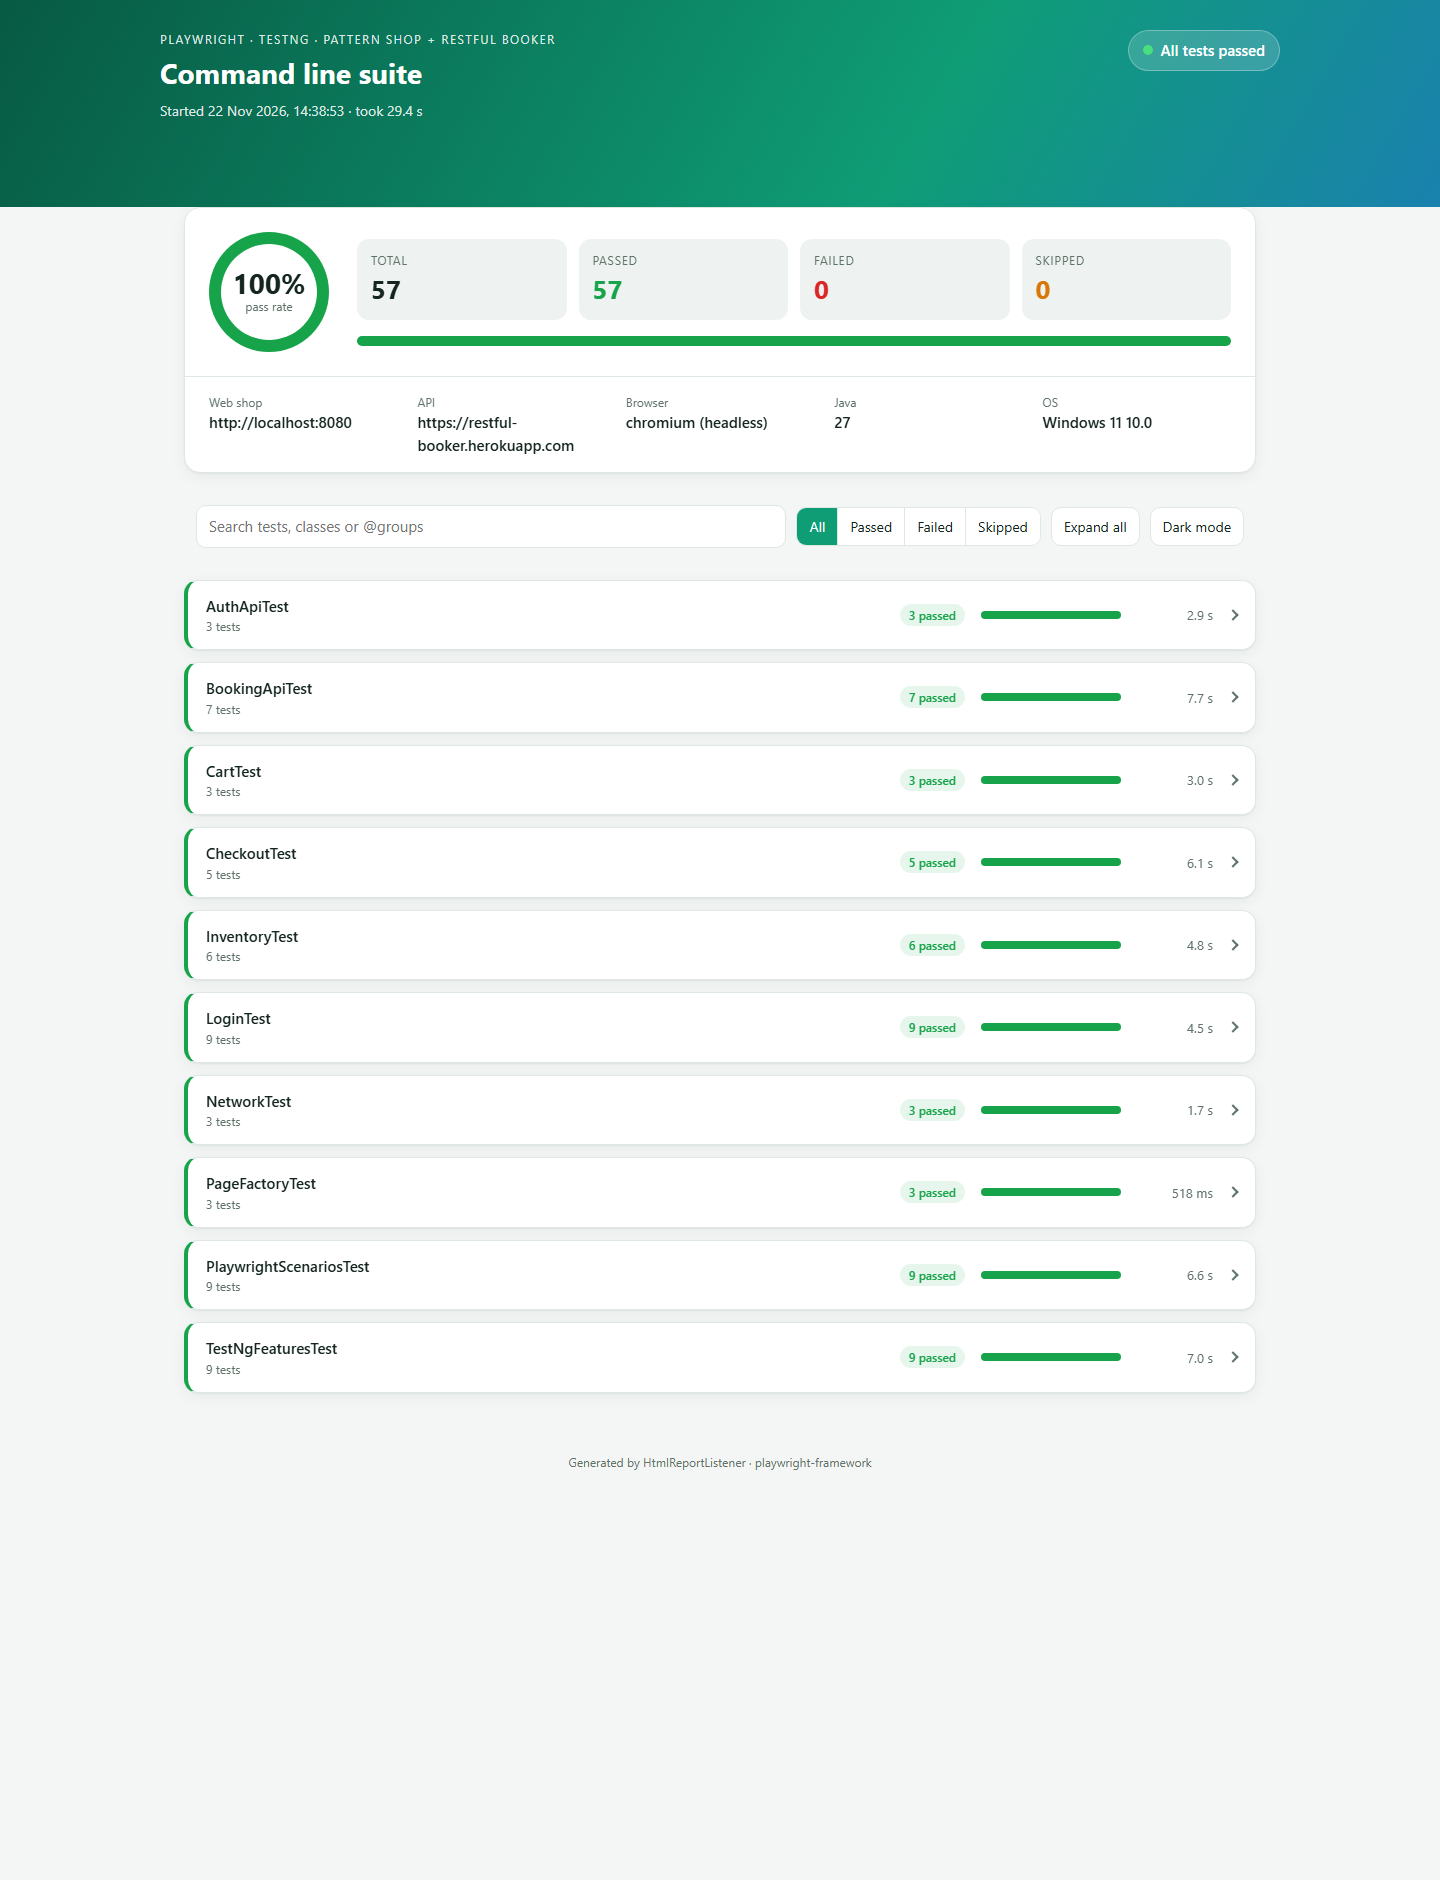 PLAYWRIGHT · TESTNG · PATTERN SHOP + RESTFUL BOOKER
Command line suite
Started 22 Nov 2026, 14:38:53 · took 29.4 s
All tests passed
100%
pass rate
TOTAL
57
PASSED
57
FAILED
0
SKIPPED
0
Web shop
http://localhost:8080
API
https://restful-
booker.herokuapp.com
Browser
chromium (headless)
Java
27
OS
Windows 11 10.0
Search tests, classes or @groups
All
Passed
Failed
Skipped
Expand all
Dark mode
AuthApiTest
3 tests
3 passed
2.9 s
BookingApiTest
7 tests
7 passed
7.7 s
CartTest
3 tests
3 passed
3.0 s
CheckoutTest
5 tests
5 passed
6.1 s
InventoryTest
6 tests
6 passed
4.8 s
LoginTest
9 tests
9 passed
4.5 s
NetworkTest
3 tests
3 passed
1.7 s
PageFactoryTest
3 tests
3 passed
518 ms
PlaywrightScenariosTest
9 tests
9 passed
6.6 s
TestNgFeaturesTest
9 tests
9 passed
7.0 s
Generated by HtmlReportListener · playwright-framework